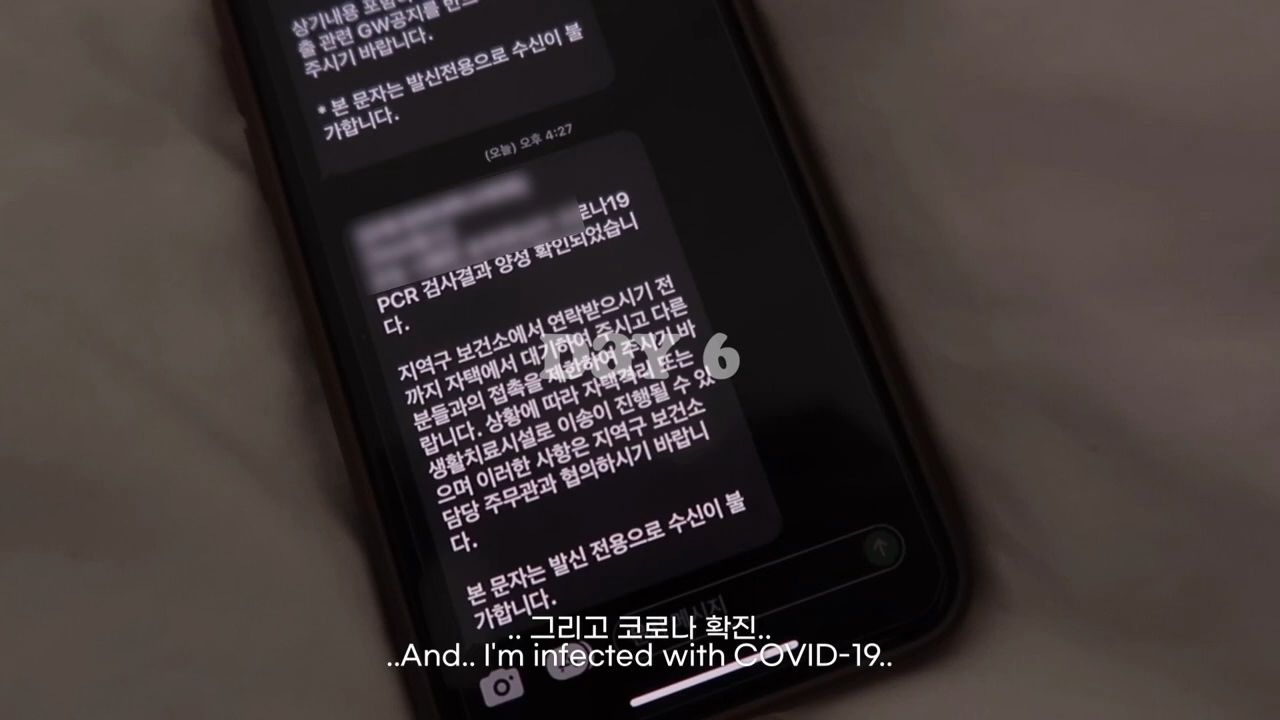 상기내용 포함
출 관련 GW공지를
주시기 바랍니다.
* 본 문자는 발신전용으로 수신이 불
가합니다.
(오늘) 오후 4:27
로나19
PCR 검사결과 양성 확인되었습니
다.
지역구 보건소에서 연락받으시기 전
까지 자택에서 대기하여 주시고 다른
분들과의 접촉을 제한하여 주시기 바
랍니다. 상황에 따라 자택격리 또는
생활치료시설로 이송이 진행될 수 있
으며 이러한 사항은 지역구 보건소
담당 주무관과 협의하시기 바랍니
다.
DAY 6
본 문자는 발신 전용으로 수신이 불
가합니다.
메시지
.. 그리고 코로나 확진..
..And.. I'm infected with COVID-19..